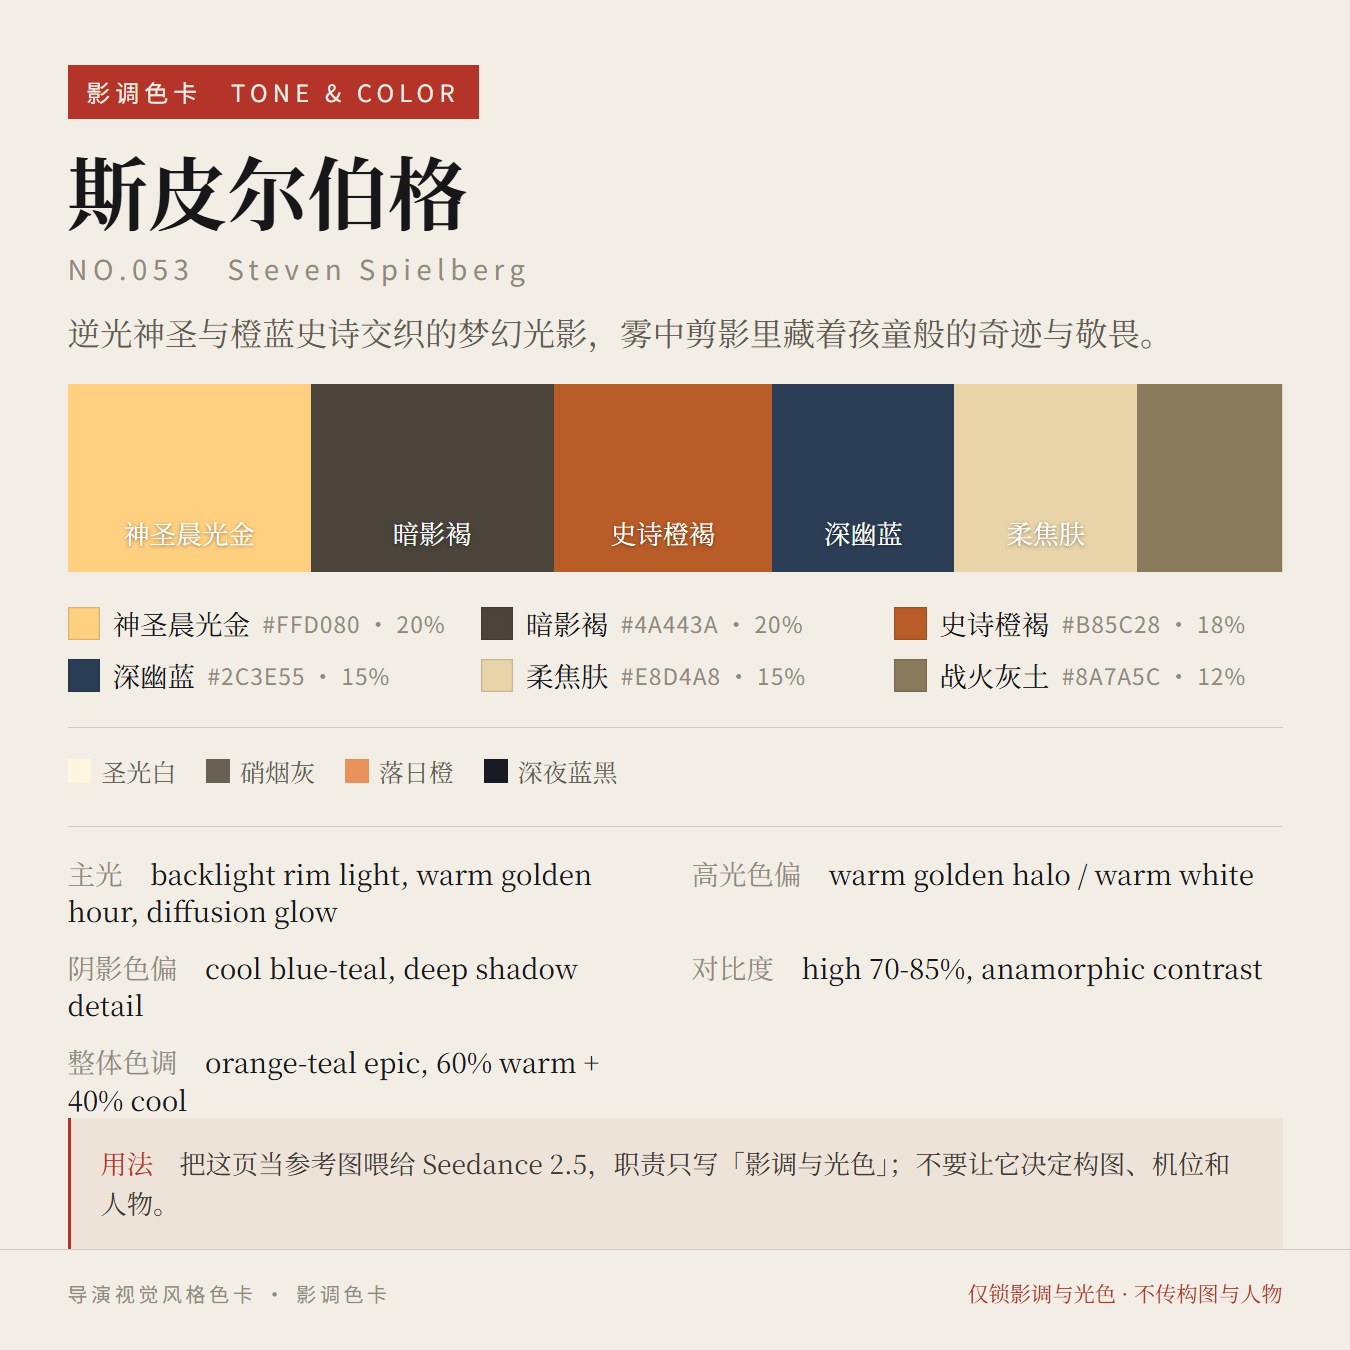 影调色卡 TONE & COLOR
斯皮尔伯格
NO.053 Steven Spielberg
逆光神圣与橙蓝史诗交织的梦幻光影，雾中剪影里藏着孩童般的奇迹与敬畏。
神圣晨光金 暗影褐 史诗橙褐 深幽蓝 柔焦肤
神圣晨光金 #FFD080 • 20% 暗影褐 #4A443A • 20% 史诗橙褐 #B85C28 • 18%
深幽蓝 #2C3E55 • 15% 柔焦肤 #E8D4A8 • 15% 战火灰土 #8A7A5C • 12%
圣光白 硝烟灰 落日橙 深夜蓝黑
主光 backlight rim light, warm golden
hour, diffusion glow
高光色偏 warm golden halo / warm white
阴影色偏 cool blue-teal, deep shadow
detail
对比度 high 70-85%, anamorphic contrast
整体色调 orange-teal epic, 60% warm +
40% cool
用法 把这页当参考图喂给 Seedance 2.5，职责只写「影调与光色」；不要让它决定构图、机位和
人物。
导演视觉风格色卡 • 影调色卡
仅锁影调与光色 · 不传构图与人物